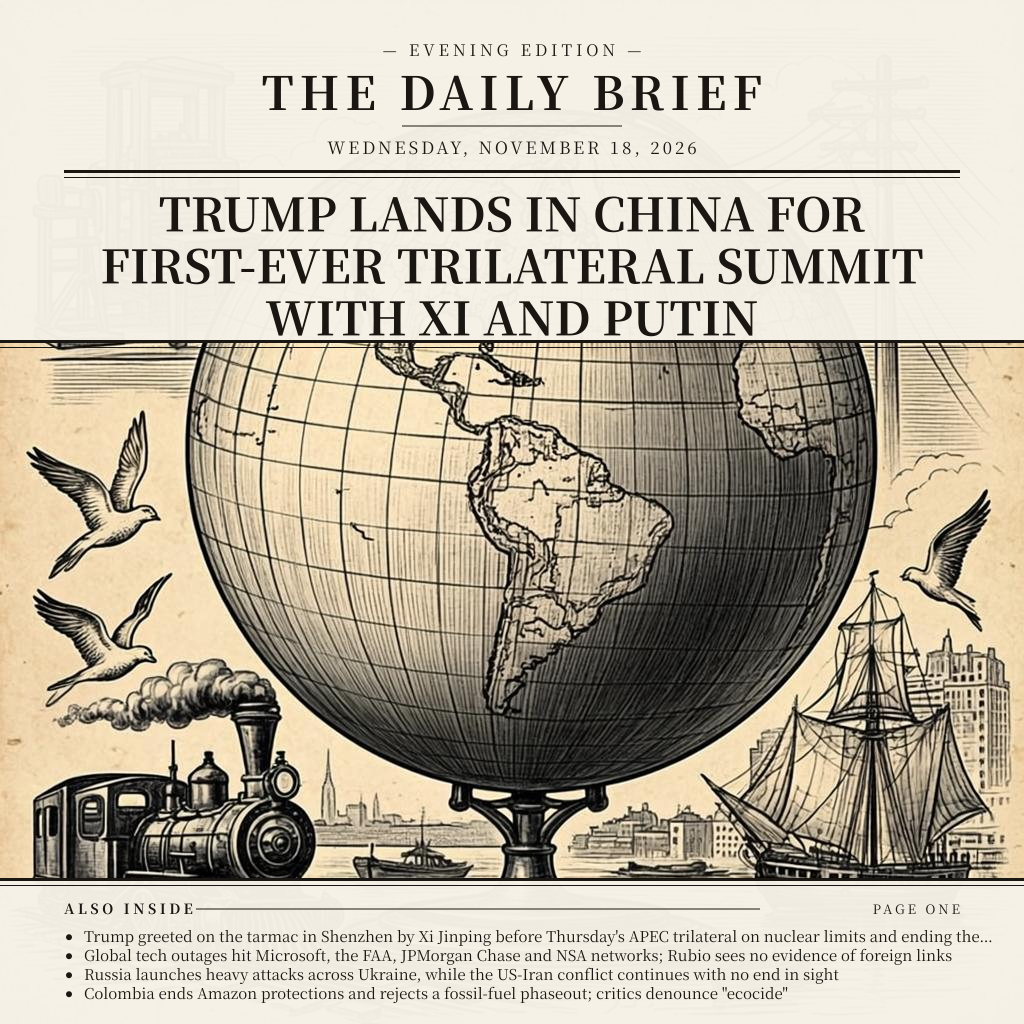 — EVENING EDITION —
THE DAILY BRIEF
WEDNESDAY, NOVEMBER 18, 2026
TRUMP LANDS IN CHINA FOR
FIRST-EVER TRILATERAL SUMMIT
WITH XI AND PUTIN
ALSO INSIDE
PAGE ONE
• Trump greeted on the tarmac in Shenzhen by Xi Jinping before Thursday's APEC trilateral on nuclear limits and ending the...
• Global tech outages hit Microsoft, the FAA, JPMorgan Chase and NSA networks; Rubio sees no evidence of foreign links
• Russia launches heavy attacks across Ukraine, while the US-Iran conflict continues with no end in sight
• Colombia ends Amazon protections and rejects a fossil-fuel phaseout; critics denounce "ecocide"